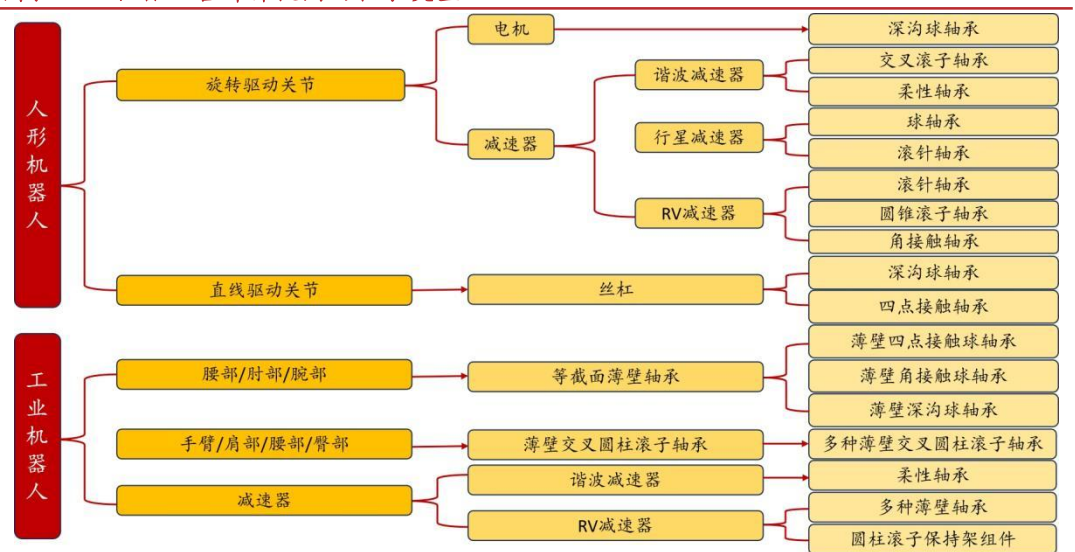 人形机器人
旋转驱动关节
电机
深沟球轴承
减速器
谐波减速器
交叉滚子轴承
柔性轴承
行星减速器
球轴承
滚针轴承
RV减速器
滚针轴承
圆锥滚子轴承
角接触轴承
直线驱动关节
丝杠
深沟球轴承
四点接触轴承
工业机器人
腰部/肘部/腕部
等截面薄壁轴承
薄壁四点接触球轴承
薄壁角接触球轴承
薄壁深沟球轴承
手臂/肩部/腰部/臀部
薄壁交叉圆柱滚子轴承
多种薄壁交叉圆柱滚子轴承
减速器
谐波减速器
柔性轴承
RV减速器
多种薄壁轴承
圆柱滚子保持架组件